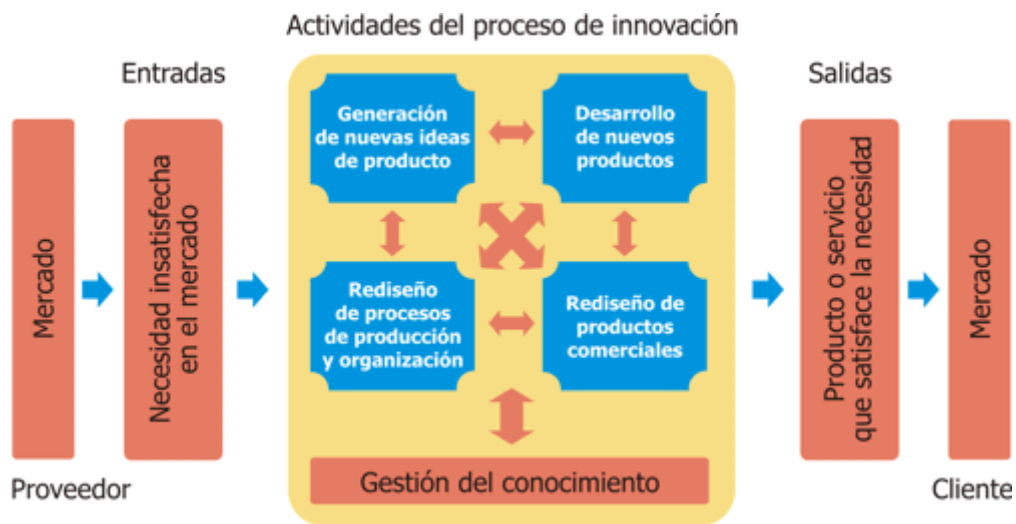 Actividades del proceso de innovación
Entradas
Salidas
Mercado
Necesidad insatisfecha
en el mercado
Generación
de nuevas ideas
de producto
Desarrollo
de nuevos
productos
Rediseño
de procesos
de producción
y organización
Rediseño de
productos
comerciales
Gestión del conocimiento
Producto o servicio
que satisface la necesidad
Mercado
Proveedor
Cliente